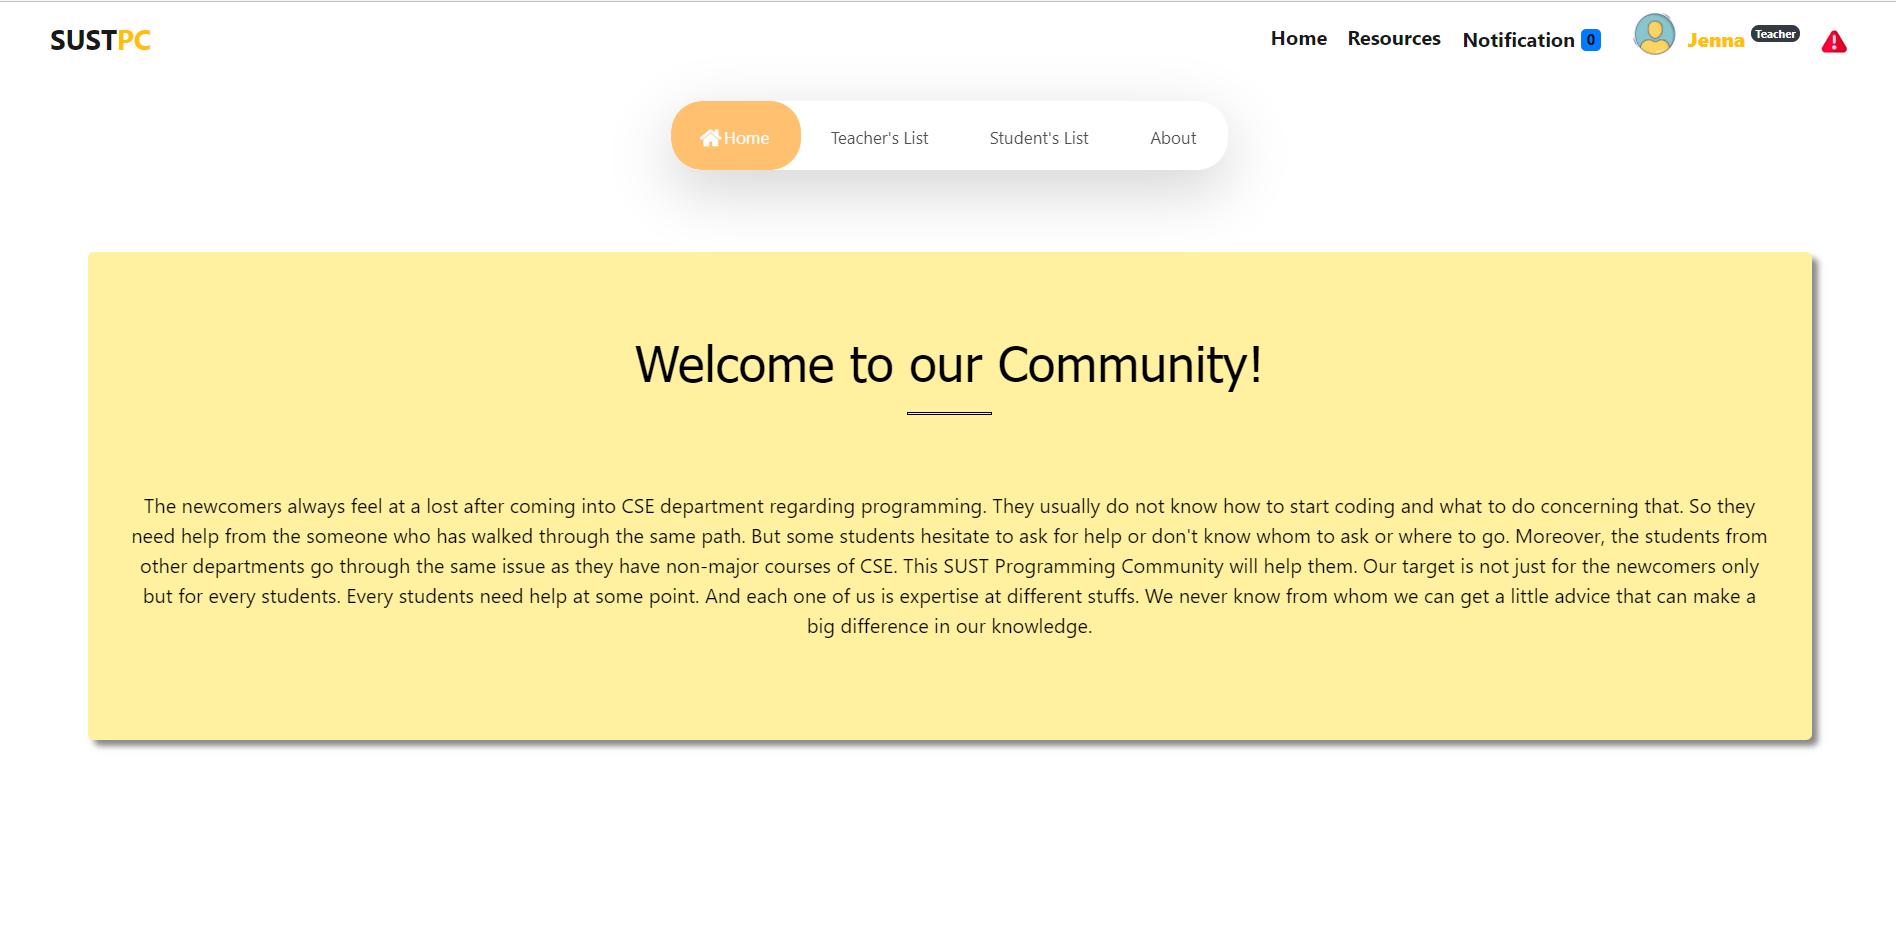 SUSTPC
Home Resources Notification 0 Jenna Teacher
Home Teacher's List Student's List About
Welcome to our Community!
The newcomers always feel at a lost after coming into CSE department regarding programming. They usually do not know how to start coding and what to do concerning that. So they
need help from the someone who has walked through the same path. But some students hesitate to ask for help or don't know whom to ask or where to go. Moreover, the students from
other departments go through the same issue as they have non-major courses of CSE. This SUST Programming Community will help them. Our target is not just for the newcomers only
but for every students. Every students need help at some point. And each one of us is expertise at different stuffs. We never know from whom we can get a little advice that can make a
big difference in our knowledge.